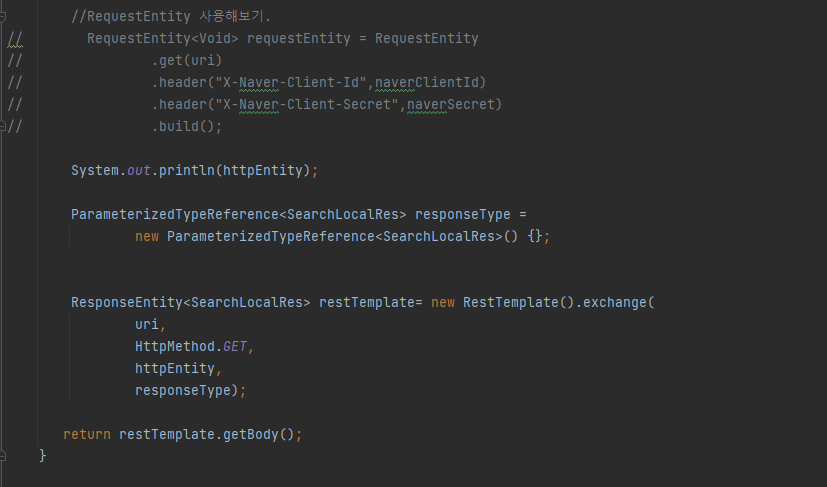 //RequestEntity 사용해보기.
//        RequestEntity<Void> requestEntity = RequestEntity
//                .get(uri)
//                .header("X-Naver-Client-Id",naverClientId)
//                .header("X-Naver-Client-Secret",naverSecret)
//                .build();
System.out.println(httpEntity);
ParameterizedTypeReference<SearchLocalRes> responseType =
new ParameterizedTypeReference<SearchLocalRes>() {};
ResponseEntity<SearchLocalRes> restTemplate= new RestTemplate().exchange(
uri,
HttpMethod.GET,
httpEntity,
responseType);
return restTemplate.getBody();
}